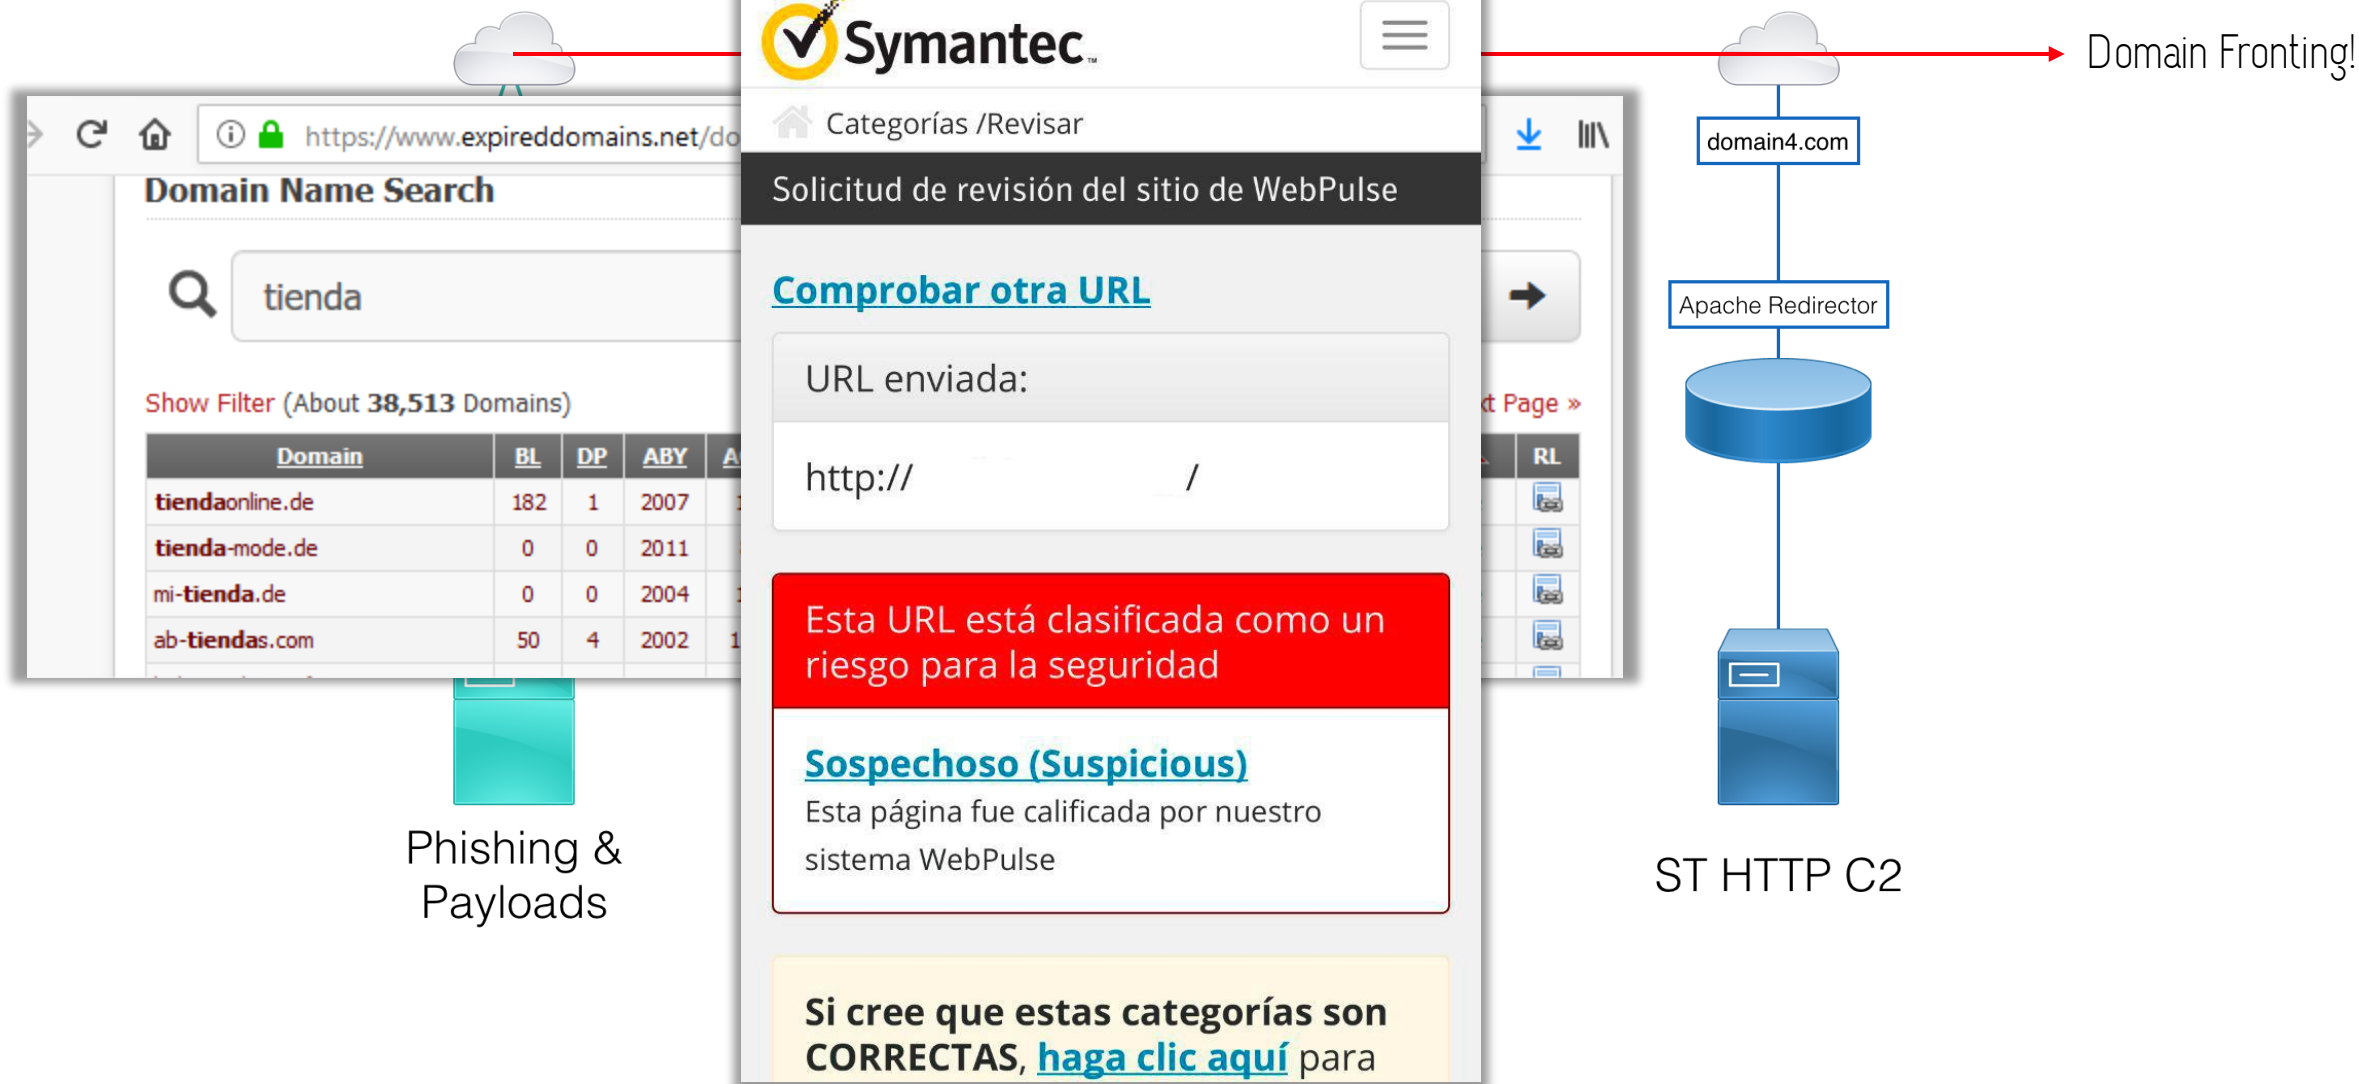 Symantec™
Domain Fronting!
https://www.expireddomains.net/do
Categorías /Revisar
domain4.com
Domain Name Search
Solicitud de revisión del sitio de WebPulse
tienda
Comprobar otra URL
Apache Redirector
URL enviada:
Show Filter (About 38,513 Domains)
Page »
Domain BL DP ABY RL
http:// /
tiendaonline.de 182 1 2007
tienda-mode.de 0 0 2011
mi-tienda.de 0 0 2004
ab-tiendas.com 50 4 2002
Esta URL está clasificada como un
riesgo para la seguridad
Sospechoso (Suspicious)
Esta página fue calificada por nuestro
sistema WebPulse
Phishing &
Payloads
ST HTTP C2
Si cree que estas categorías son
CORRECTAS, haga clic aquí para